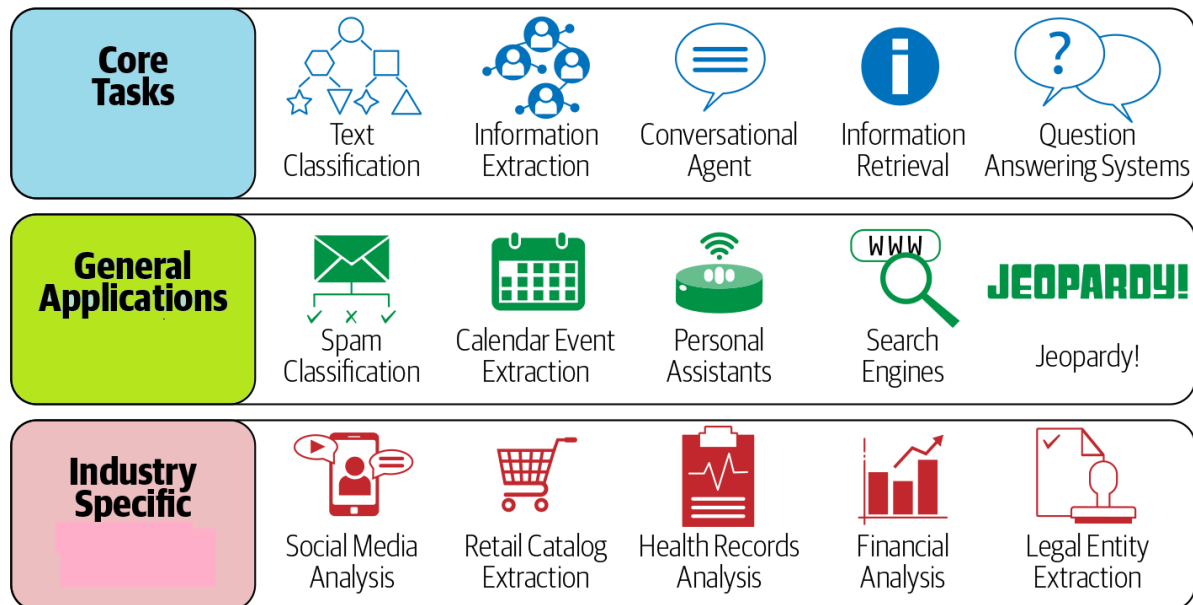 Core
Tasks
Text
Classification
Information
Extraction
Conversational
Agent
Information
Retrieval
?
Question
Answering Systems
General
Applications
Spam
Classification
Calendar Event
Extraction
Personal
Assistants
WWW
Search
Engines
JEOPARDY!
Jeopardy!
Industry
Specific
Social Media
Analysis
Retail Catalog
Extraction
Health Records
Analysis
Financial
Analysis
Legal Entity
Extraction